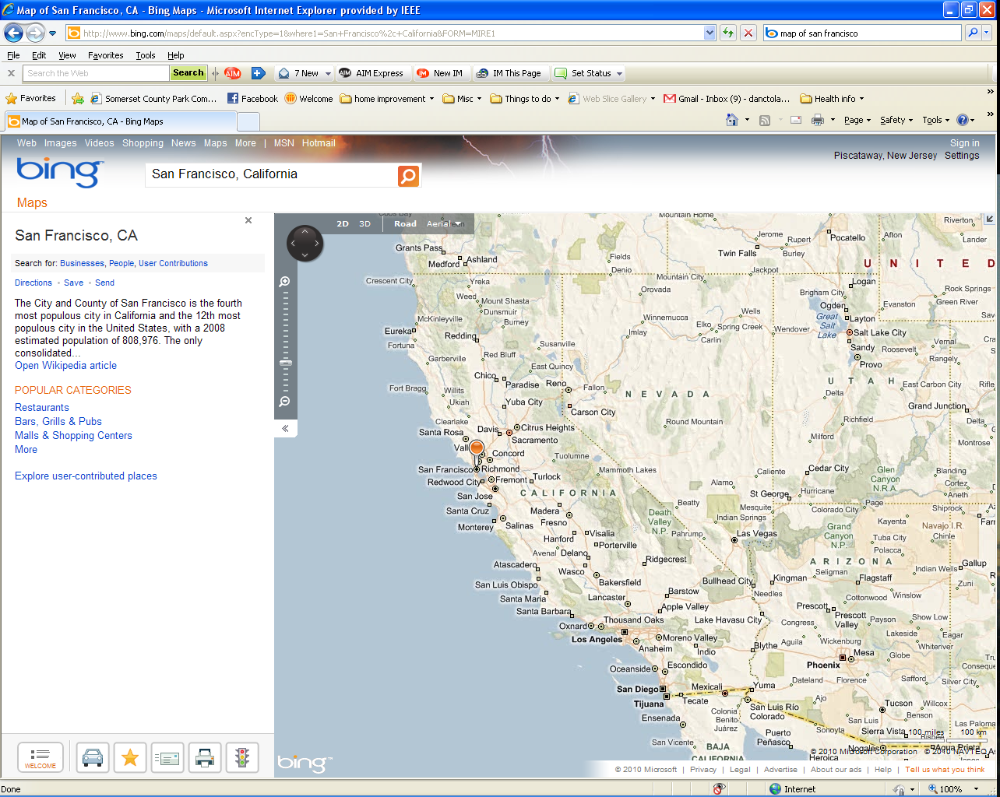 Map of San Francisco, CA - Bing Maps - Microsoft Internet Explorer provided by IEEE
http://www.bing.com/maps/default.aspx?encType=1&where1=San+Francisco%2c+California&FORM=MIRE1
map of san francisco
File Edit View Favorites Tools Help
Search the Web Search AIM 7 New AIM Express New IM IM This Page Set Status
Favorites Somerset County Park Com... Facebook Welcome home improvement Misc Things to do Web Slice Gallery Gmail - Inbox (9) - danctola... Health info
Map of San Francisco, CA - Bing Maps
Page Safety Tools
Web Images Videos Shopping News Maps More | MSN Hotmail
Sign in
Piscataway, New Jersey Settings
bing™
San Francisco, California
Maps
San Francisco, CA
Search for: Businesses, People, User Contributions
Directions • Save • Send
The City and County of San Francisco is the fourth
most populous city in California and the 12th most
populous city in the United States, with a 2008
estimated population of 808,976. The only
consolidated...
Open Wikipedia article
POPULAR CATEGORIES
Restaurants
Bars, Grills & Pubs
Malls & Shopping Centers
More
Explore user-contributed places
WELCOME
2D 3D Road Aerial
Mountain Home
Riverton
Jerome Rupert Pocatello Afton
Lander
Grants Pass Twin Falls Burley
Medford Ashland Fields
Denio Jackpot UNITED
Crescent City Yreka Mountain City Logan
Orovada Rock Springs
Weed Mount Shasta Brigham City Evanston Green River
Dunsmuir Wells Ogden
McKinleyville Burney Winnemucca Elko Spring Creek Great Salt Lake Layton
Eureka Imlay Carlin Wendover Salt Lake City
Fortuna Redding Susanville Sandy Roosevelt Vernal Craig
Garberville Red Bluff East Quincy Provo Rangely
Chico Paradise Reno Fallon UTAH
Fort Bragg Willits NEVADA Delta East Carbon City Rifle
Ukiah Yuba City Carson City Grand Junction
Clearlake Round Mountain Richfield Delta
Santa Rosa Davis Citrus Heights Milford Green River
Sacramento Montrose
Vall Concord Tuolumne
San Francisco Richmond Mammoth Lakes Caliente Cedar City Glen Canyon N.R.A. Blanding
Redwood City Fremont Turlock Alamo Cortez
San Jose CALIFORNIA St George Hurricane Aneth
Santa Cruz Madera Beatty Mesquite Colorado City Page Shiprock
Monterey Salinas Fresno Death Valley N.P. Indian Springs Kayenta
Hanford Visalia Pahrump Las Vegas Grand Canyon N.P. Tuba City Navajo I.R. Chinle
Avenal Delano Porterville Polacca
Atascadero Wasco Ridgecrest ARIZONA Gallup
San Luis Obispo Bakersfield Bullhead City Kingman Seligman Flagstaff Indian Wells Zuni
Santa Maria Lancaster Barstow Needles Cottonwood Winslow
Santa Barbara Apple Valley Prescott Prescott Valley Show Low
Oxnard Thousand Oaks Lake Havasu City Congress Payson
Los Angeles Moreno Valley Blythe Aguila Wickenburg Lakeside Eagar
Anaheim Indio Globe Whiteriver
Oceanside Escondido Phoenix Mesa
San Diego Mexicali Yuma Dateland Florence Safford Silver City
Tijuana Tecate San Luis Río Colorado Ajo Tucson Willcox
Ensenada Colonia Benito Juárez Benson
San Vicente Puerto Peñasco Sonoyta Sierra Vista
BAJA CALIFORNIA Nogales Agua Prieta
Heroica
100 miles 100 km
© 2010 Microsoft Corporation © 2010 NAVTEQ
bing™
© 2010 Microsoft | Privacy | Legal | Advertise | About our ads | Help | Tell us what you think
Done
Internet
100%